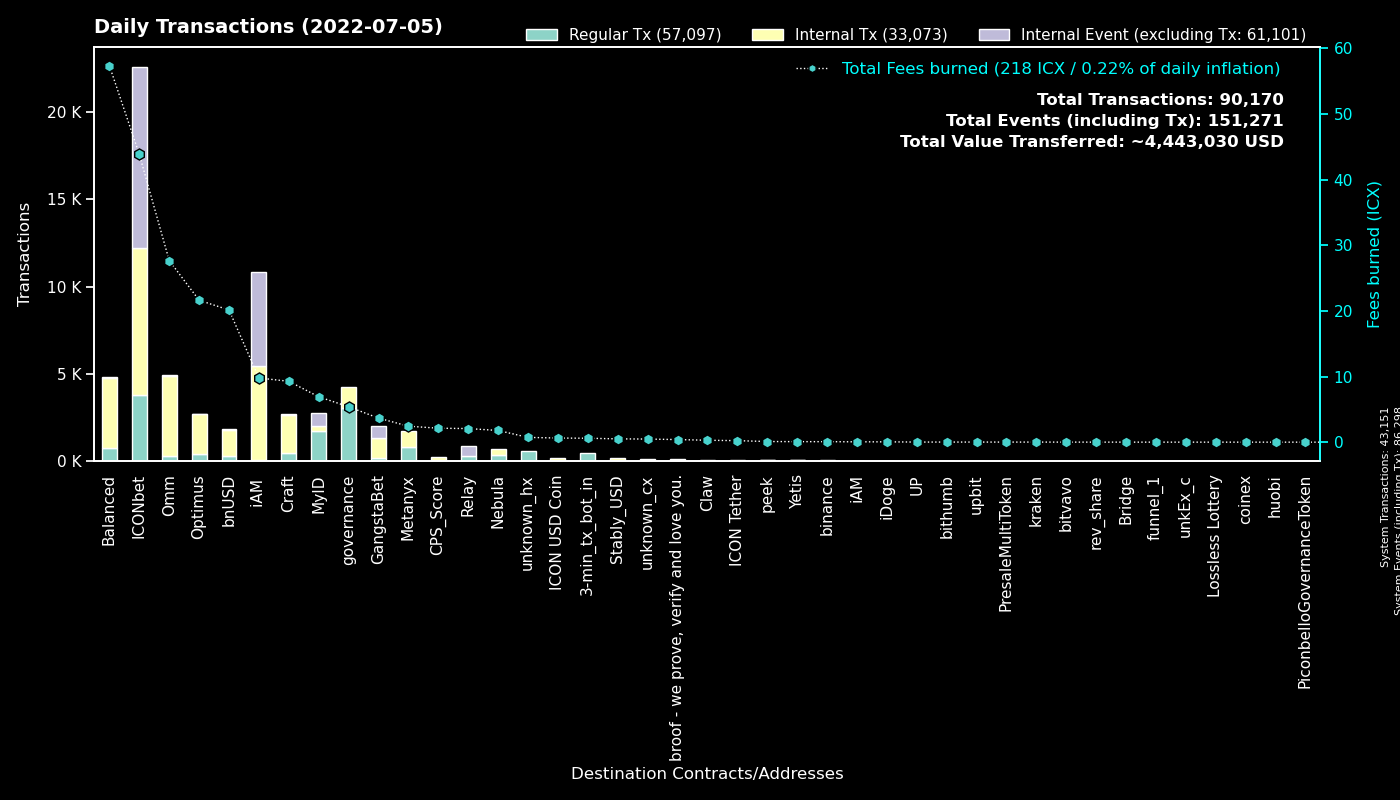 Daily Transactions (2022-07-05)
Regular Tx (57,097)
Internal Tx (33,073)
Internal Event (excluding Tx: 61,101)
Total Fees burned (218 ICX / 0.22% of daily inflation)
Total Transactions: 90,170
Total Events (including Tx): 151,271
Total Value Transferred: ~4,443,030 USD
Transactions
20 K
15 K
10 K
5 K
0 K
60
50
40
30
20
10
0
Fees burned (ICX)
Balanced
ICONbet
Omm
Optimus
bnUSD
iAM
Craft
MyID
governance
GangstaBet
Metanyx
CPS_Score
Relay
Nebula
unknown_hx
ICON USD Coin
3-min_tx_bot_in
Stably_USD
unknown_cx
broof - we prove, verify and love you.
Claw
ICON Tether
peek
Yetis
binance
iAM
iDoge
UP
bithumb
upbit
PresaleMultiToken
kraken
bitvavo
rev_share
Bridge
funnel_1
unkEx_c
Lossless Lottery
coinex
huobi
PiconbelloGovernanceToken
Destination Contracts/Addresses
System Transactions: 43,151
System Events (including Tx): 86,298